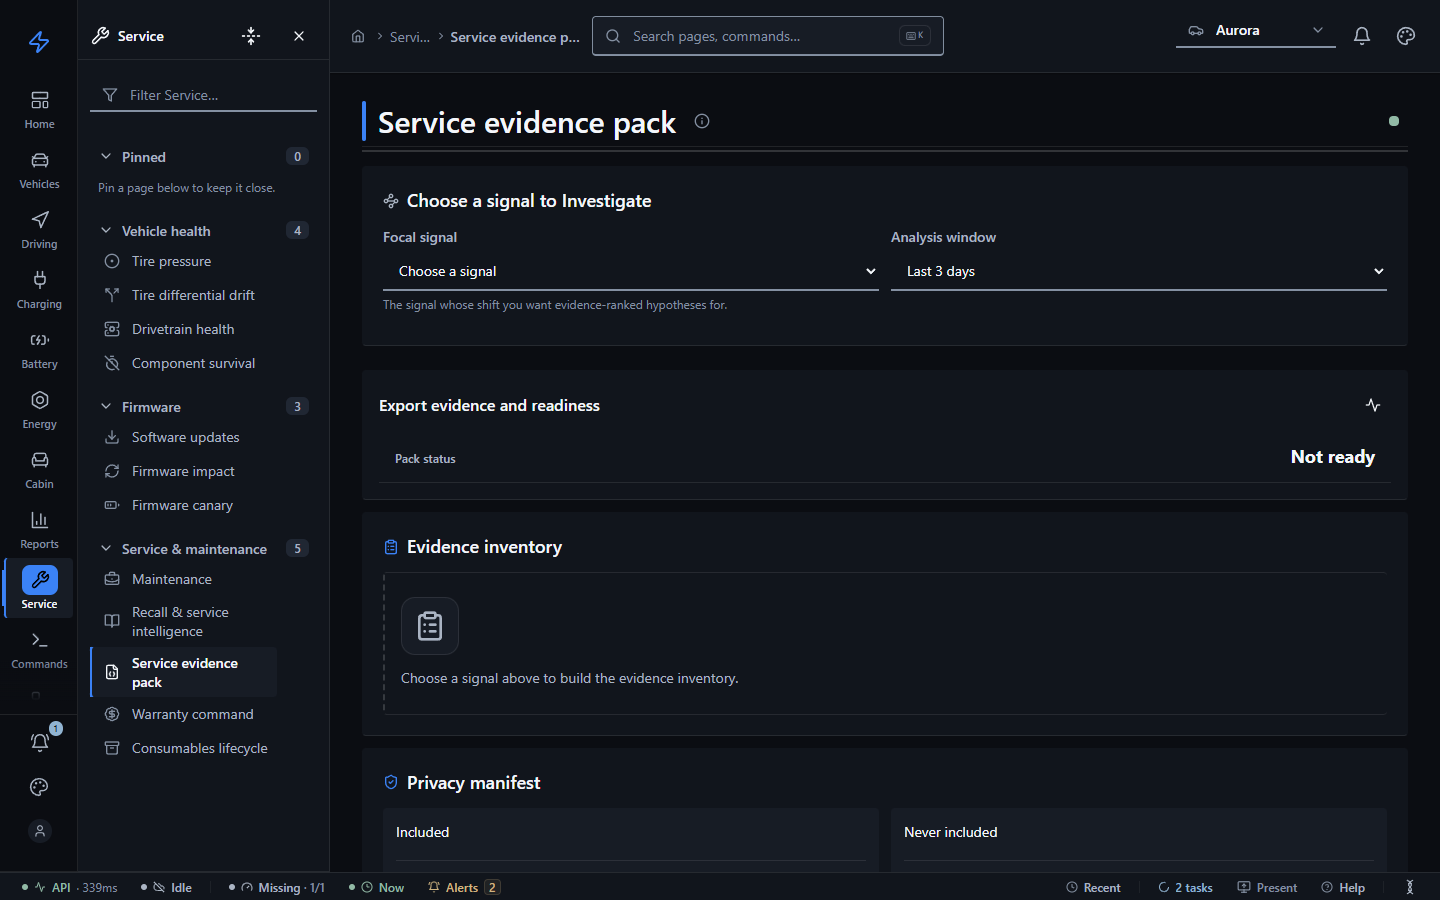 Service
Servi...
Service evidence p...
Search pages, commands...
K
Aurora
Home
Vehicles
Driving
Charging
Battery
Energy
Cabin
Reports
Service
Commands
1
Filter Service...
Pinned
0
Pin a page below to keep it close.
Vehicle health
4
Tire pressure
Tire differential drift
Drivetrain health
Component survival
Firmware
3
Software updates
Firmware impact
Firmware canary
Service & maintenance
5
Maintenance
Recall & service
intelligence
Service evidence
pack
Warranty command
Consumables lifecycle
Service evidence pack
Choose a signal to Investigate
Focal signal
Choose a signal
The signal whose shift you want evidence-ranked hypotheses for.
Analysis window
Last 3 days
Export evidence and readiness
Pack status
Not ready
Evidence inventory
Choose a signal above to build the evidence inventory.
Privacy manifest
Included
Never included
API · 339ms
Idle
Missing · 1/1
Now
Alerts 2
Recent
2 tasks
Present
Help